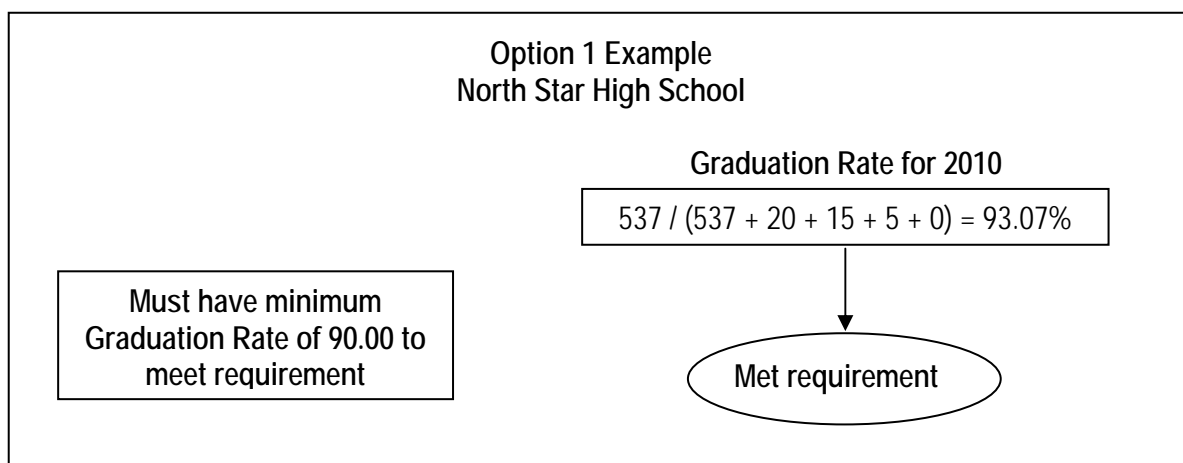 Option 1 Example
North Star High School
Graduation Rate for 2010
537 / (537 + 20 + 15 + 5 + 0) = 93.07%
Must have minimum
Graduation Rate of 90.00 to
meet requirement
Met requirement